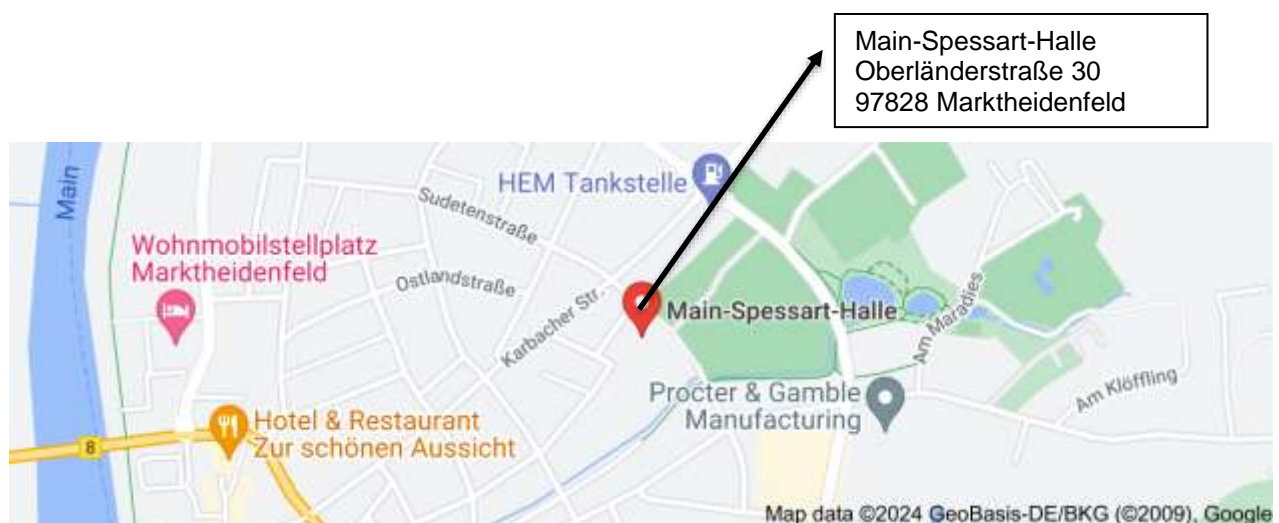 Main-Spessart-Halle
Oberländerstraße 30
97828 Marktheidenfeld
Main
HEM Tankstelle
Sudetenstraße
Wohnmobilstellplatz
Marktheidenfeld
Ostlandstraße
Karbacher Str.
Main-Spessart-Halle
Am Maradies
Procter & Gamble
Manufacturing
Am Klöffling
Hotel & Restaurant
Zur schönen Aussicht
8
Map data ©2024 GeoBasis-DE/BKG (©2009), Google